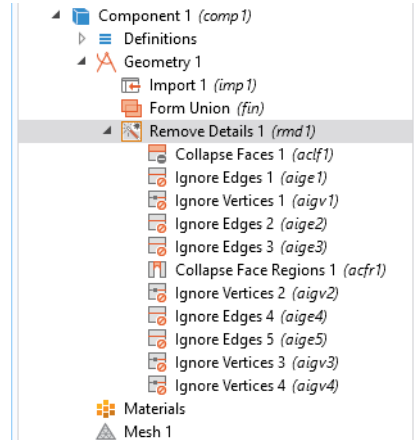 Component 1 (comp1)
Definitions
Geometry 1
Import 1 (imp1)
Form Union (fin)
Remove Details 1 (rmd1)
Collapse Faces 1 (aclf1)
Ignore Edges 1 (aige1)
Ignore Vertices 1 (aigv1)
Ignore Edges 2 (aige2)
Ignore Edges 3 (aige3)
Collapse Face Regions 1 (acfr1)
Ignore Vertices 2 (aigv2)
Ignore Edges 4 (aige4)
Ignore Edges 5 (aige5)
Ignore Vertices 3 (aigv3)
Ignore Vertices 4 (aigv4)
Materials
Mesh 1